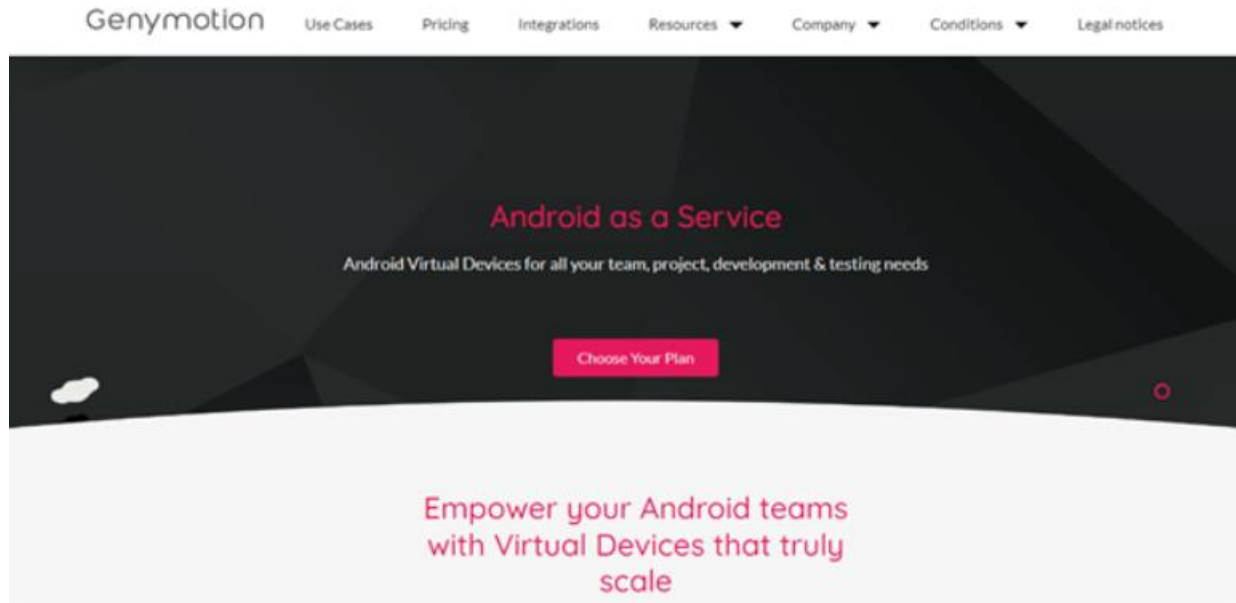 Genymotion Use Cases Pricing Integrations Resources Company Conditions Legal notices
Android as a Service
Android Virtual Devices for all your team, project, development & testing needs
Choose Your Plan
Empower your Android teams
with Virtual Devices that truly
scale